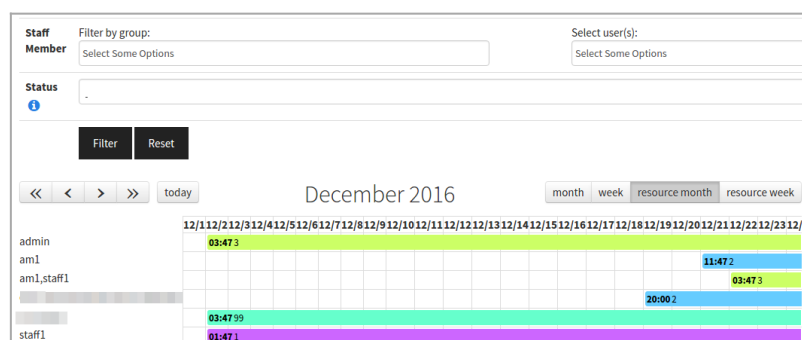 Staff Member
Filter by group:
Select Some Options
Select user(s):
Select Some Options
Status
-
Filter
Reset
today
December 2016
month
week
resource month
resource week
12/1 12/2 12/3 12/4 12/5 12/6 12/7 12/8 12/9 12/10 12/11 12/12 12/13 12/14 12/15 12/16 12/17 12/18 12/19 12/20 12/21 12/22 12/23 12/
admin
03:47 3
am1
11:47 2
am1,staff1
03:47 3
20:00 2
03:47 99
staff1
01:47 1